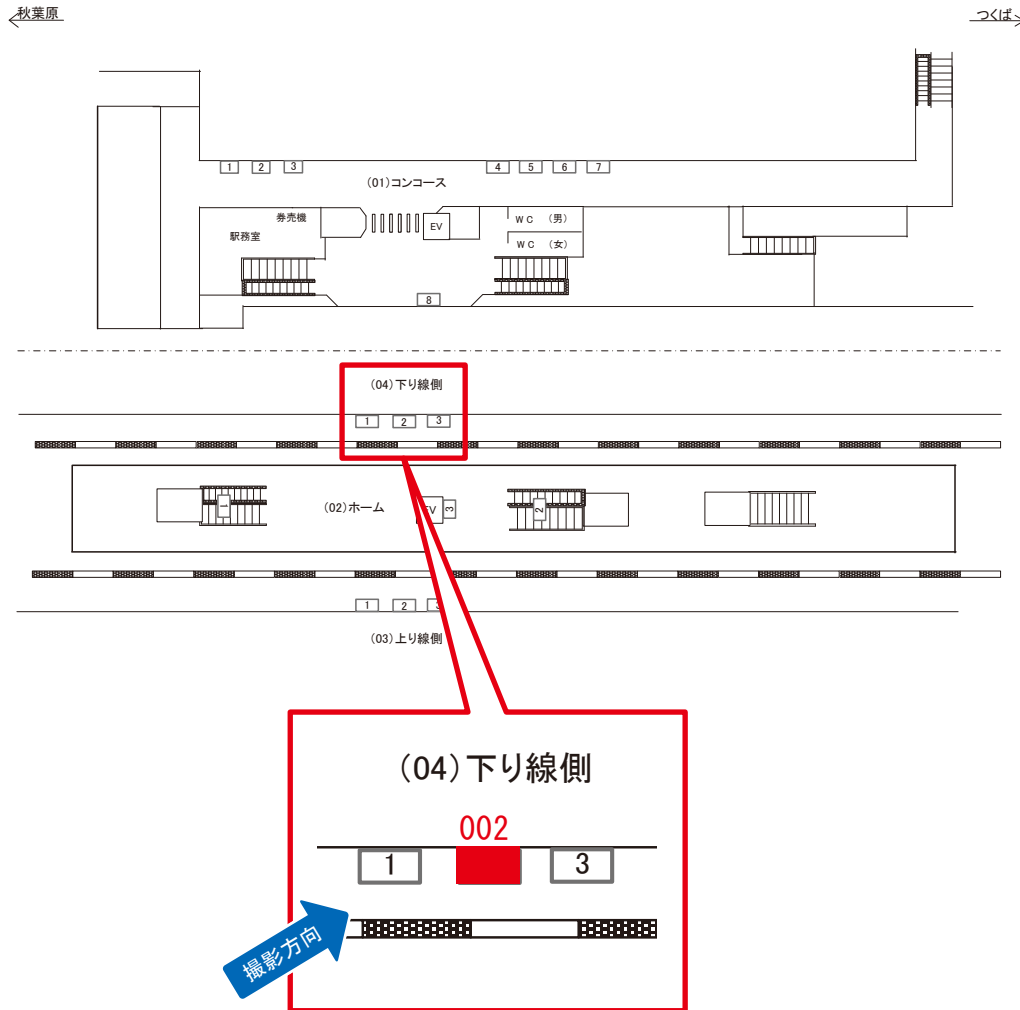 秋葉原
つくば
1 2 3 4 5 6 7
(01)コンコース
券売機
駅務室
EV
WC (男)
WC (女)
8
(04)下り線側
1 2 3
1
(02)ホーム
EV
3
2
1 2 3
(03)上り線側
(04)下り線側
002
1 3
撮影方向